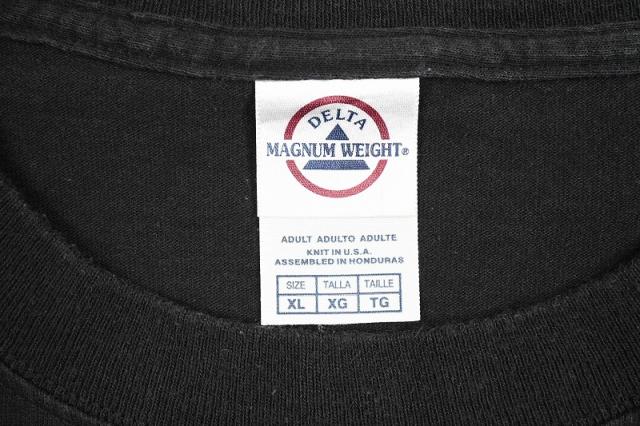 DELTA
MAGNUM WEIGHT®
ADULT ADULTO ADULTE
KNIT IN U.S.A.
ASSEMBLED IN HONDURAS
SIZE TALLA TAILLE
XL XG TG